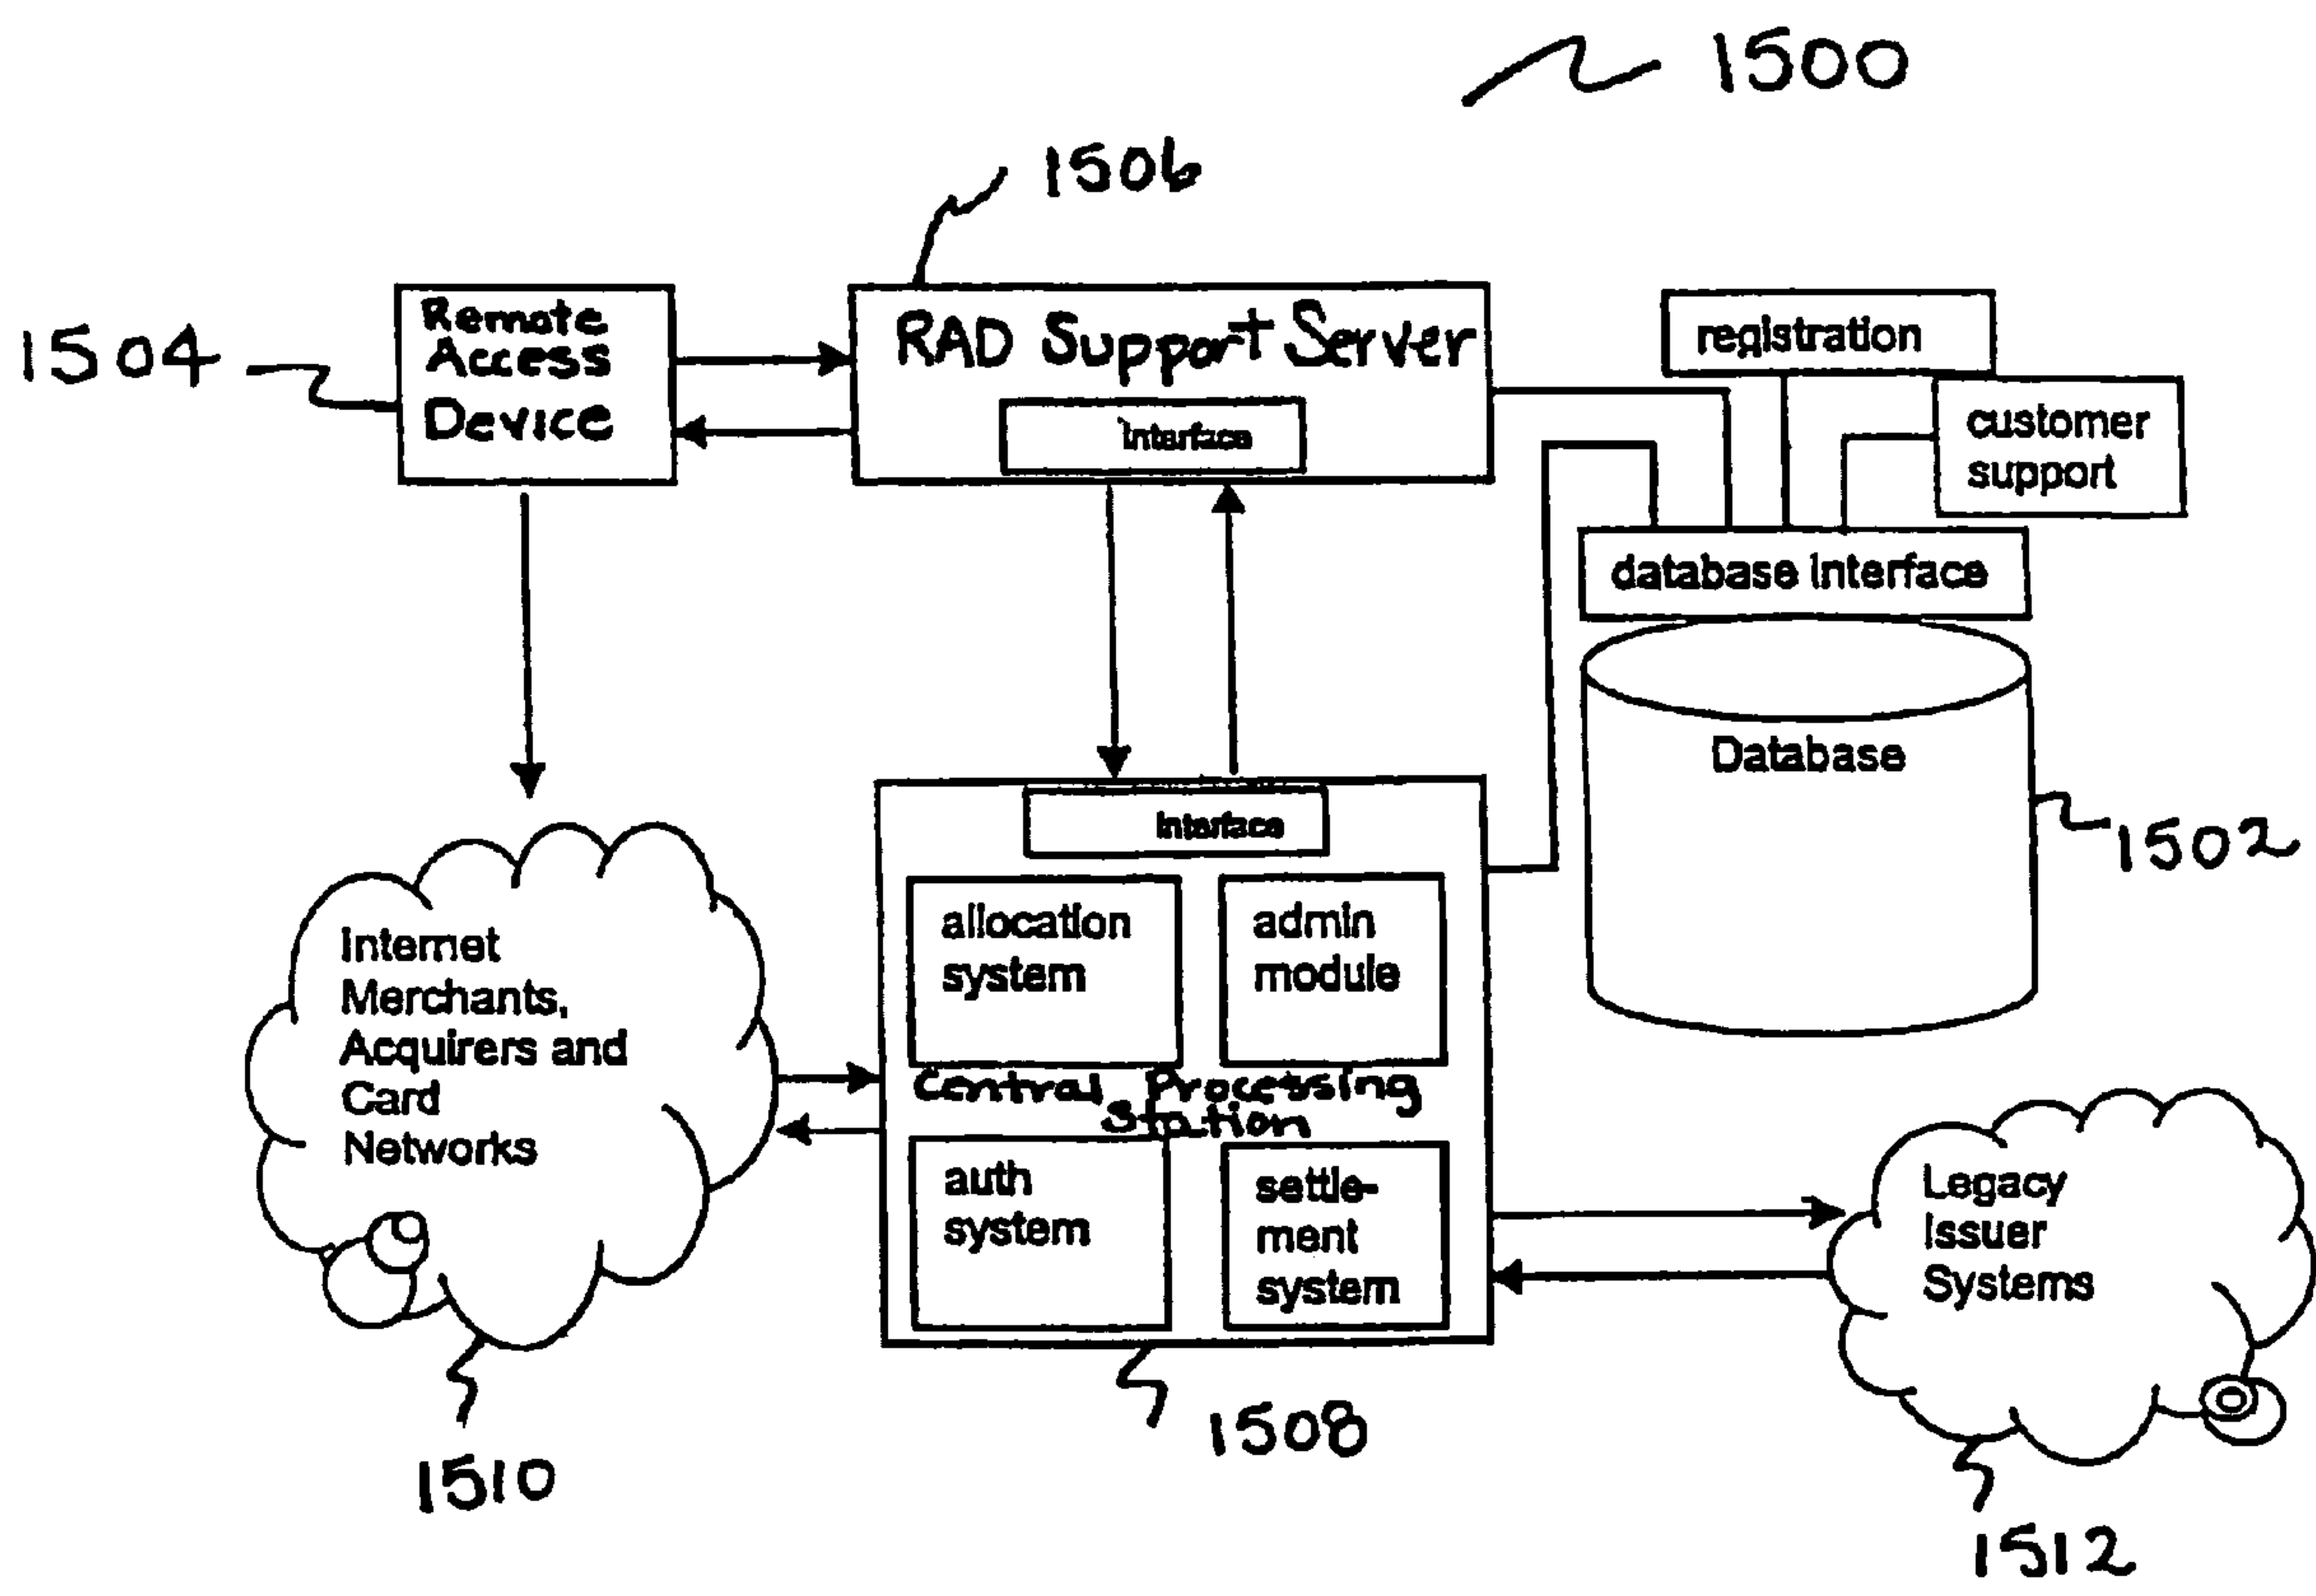 1500
1506
1504
Remote
Access
Device
RAD Support Server
Interface
registration
customer
support
database interface
Database
1502
Interface
allocation
system
admin
module
Central Processing
Station
auth
system
settle-
ment
system
Internet
Merchants,
Acquirers and
Card
Networks
Legacy
Issuer
Systems
1508
1510
1512